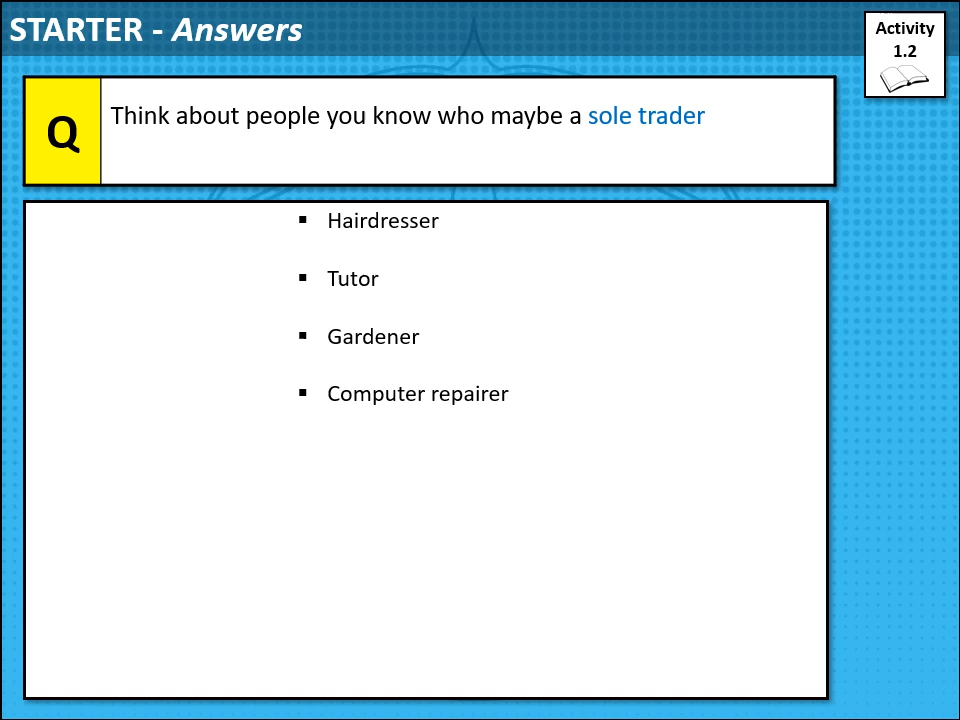 STARTER - Answers
Activity
1.2
Q
Think about people you know who maybe a sole trader
▪ Hairdresser
▪ Tutor
▪ Gardener
▪ Computer repairer